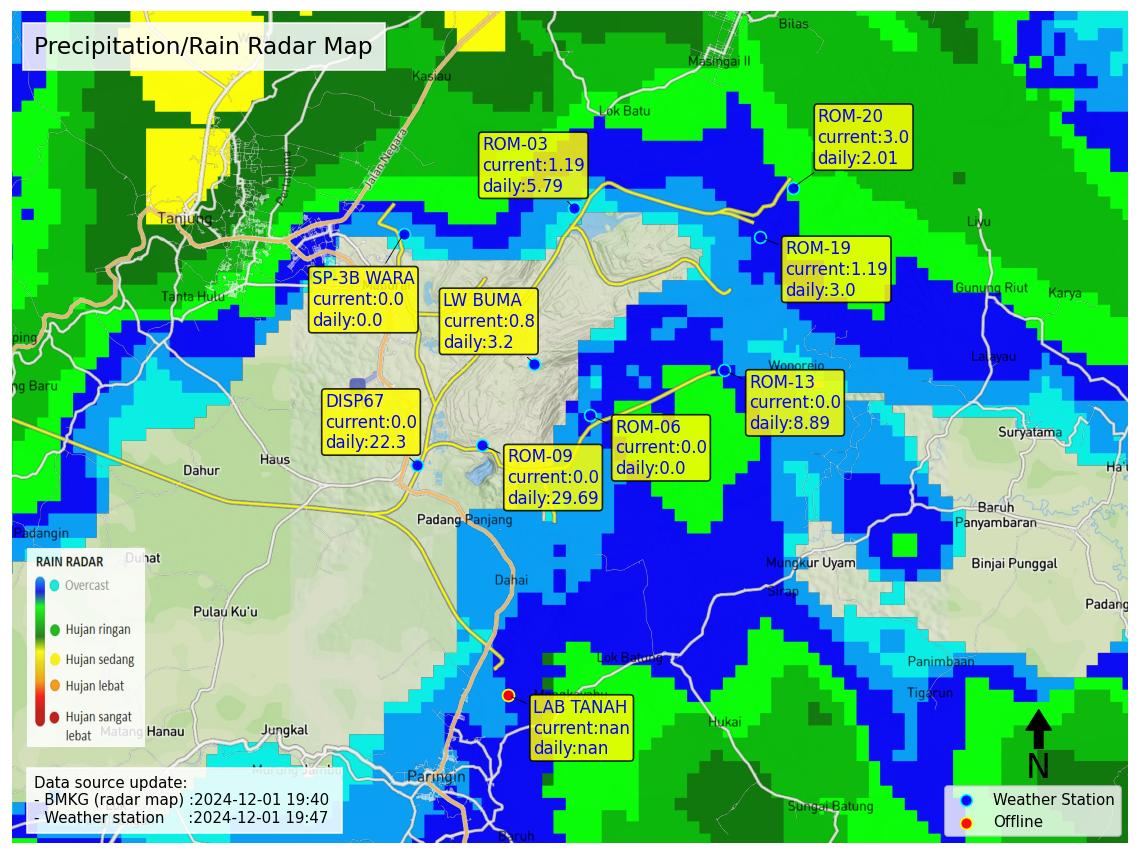 Precipitation/Rain Radar Map
Bilas
Masingai II
Kasiau
Lok Batu
Jalan Negara
Tanjung
Tanta Hulu
Liyu
Gunung Riut
Karya
Lalayau
Wonorejo
ROM-20
current:3.0
daily:2.01
ROM-03
current:1.19
daily:5.79
ROM-19
current:1.19
daily:3.0
SP-3B WARA
current:0.0
daily:0.0
LW BUMA
current:0.8
daily:3.2
ROM-13
current:0.0
daily:8.89
DISP67
current:0.0
daily:22.3
ROM-06
current:0.0
daily:0.0
ROM-09
current:0.0
daily:29.69
ping
ng Baru
Dahur
Haus
Padang Panjang
Suryatama
Ha'u
Baruh
Panyambaran
Binjai Punggal
Mungkur Uyam
Sirap
Padang
Padangin
Duhat
Dahai
Pulau Ku'u
Lok Batung
Panimbaan
Tigarun
Hukai
LAB TANAH
current:nan
daily:nan
RAIN RADAR
Overcast
Hujan ringan
Hujan sedang
Hujan lebat
Hujan sangat
lebat
Hanau
Jungkal
Murung Jambu
Paringin
Sungai Batung
Baruh
Data source update:
- BMKG (radar map) :2024-12-01 19:40
- Weather station :2024-12-01 19:47
N
Weather Station
Offline